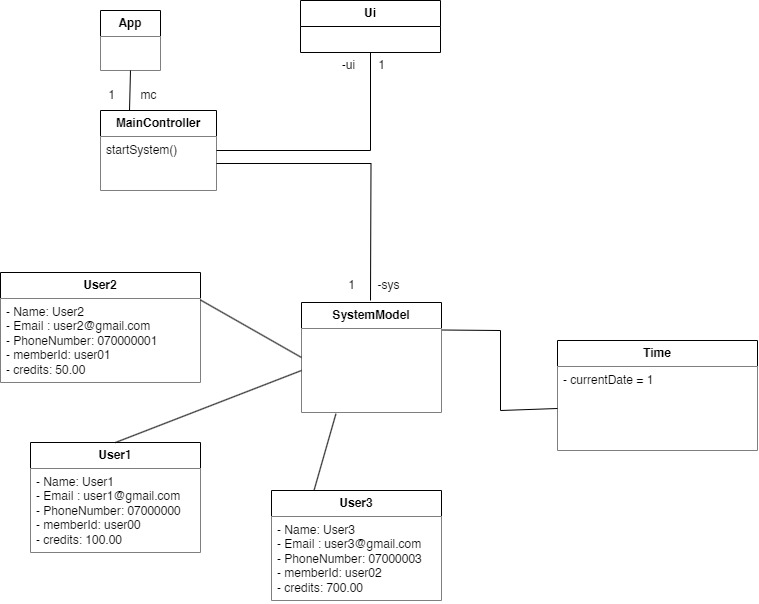 App
Ui
-ui
1
1
mc
MainController
startSystem()
1
-sys
User2
- Name: User2
- Email : user2@gmail.com
- PhoneNumber: 070000001
- memberId: user01
- credits: 50.00
SystemModel
Time
- currentDate = 1
User1
- Name: User1
- Email : user1@gmail.com
- PhoneNumber: 07000000
- memberId: user00
- credits: 100.00
User3
- Name: User3
- Email : user3@gmail.com
- PhoneNumber: 07000003
- memberId: user02
- credits: 700.00